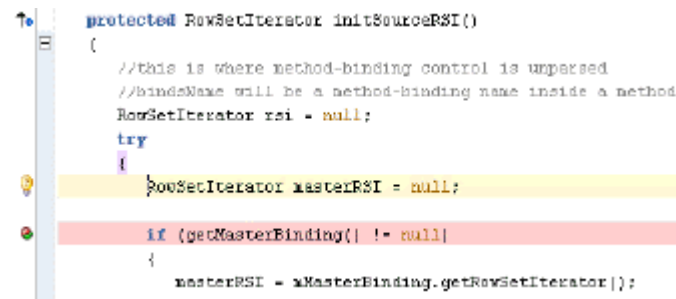 protected RowSetIterator initSourceRSI()
{
//this is where method-binding control is unparsed
//bindsName will be a method-binding name inside a method
RowSetIterator rsi = null;
try
{
RowSetIterator masterRSI = null;
if (getMasterBinding() != null)
{
masterRSI = mMasterBinding.getRowSetIterator();